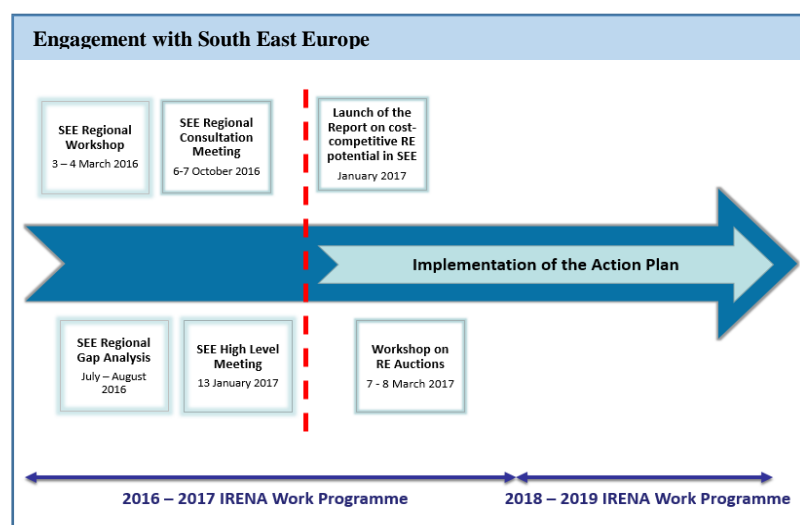 Engagement with South East Europe
SEE Regional
Workshop
3 – 4 March 2016
SEE Regional
Consultation
Meeting
6-7 October 2016
Launch of the
Report on cost-
competitive RE
potential in SEE
January 2017
Implementation of the Action Plan
SEE Regional
Gap Analysis
July – August
2016
SEE High Level
Meeting
13 January 2017
Workshop on
RE Auctions
7 - 8 March 2017
2016 – 2017 IRENA Work Programme
2018 – 2019 IRENA Work Programme